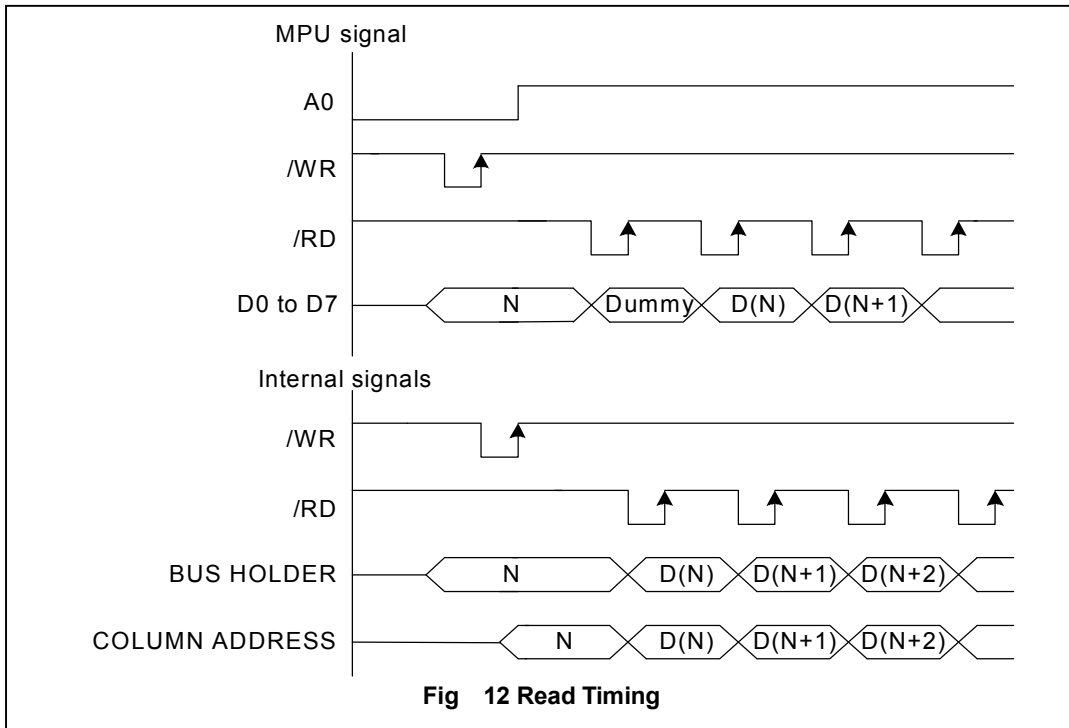 MPU signal
A0
/WR
/RD
D0 to D7
N
Dummy
D(N)
D(N+1)
Internal signals
/WR
/RD
BUS HOLDER
N
D(N)
D(N+1)
D(N+2)
COLUMN ADDRESS
N
D(N)
D(N+1)
D(N+2)
Fig 12 Read Timing